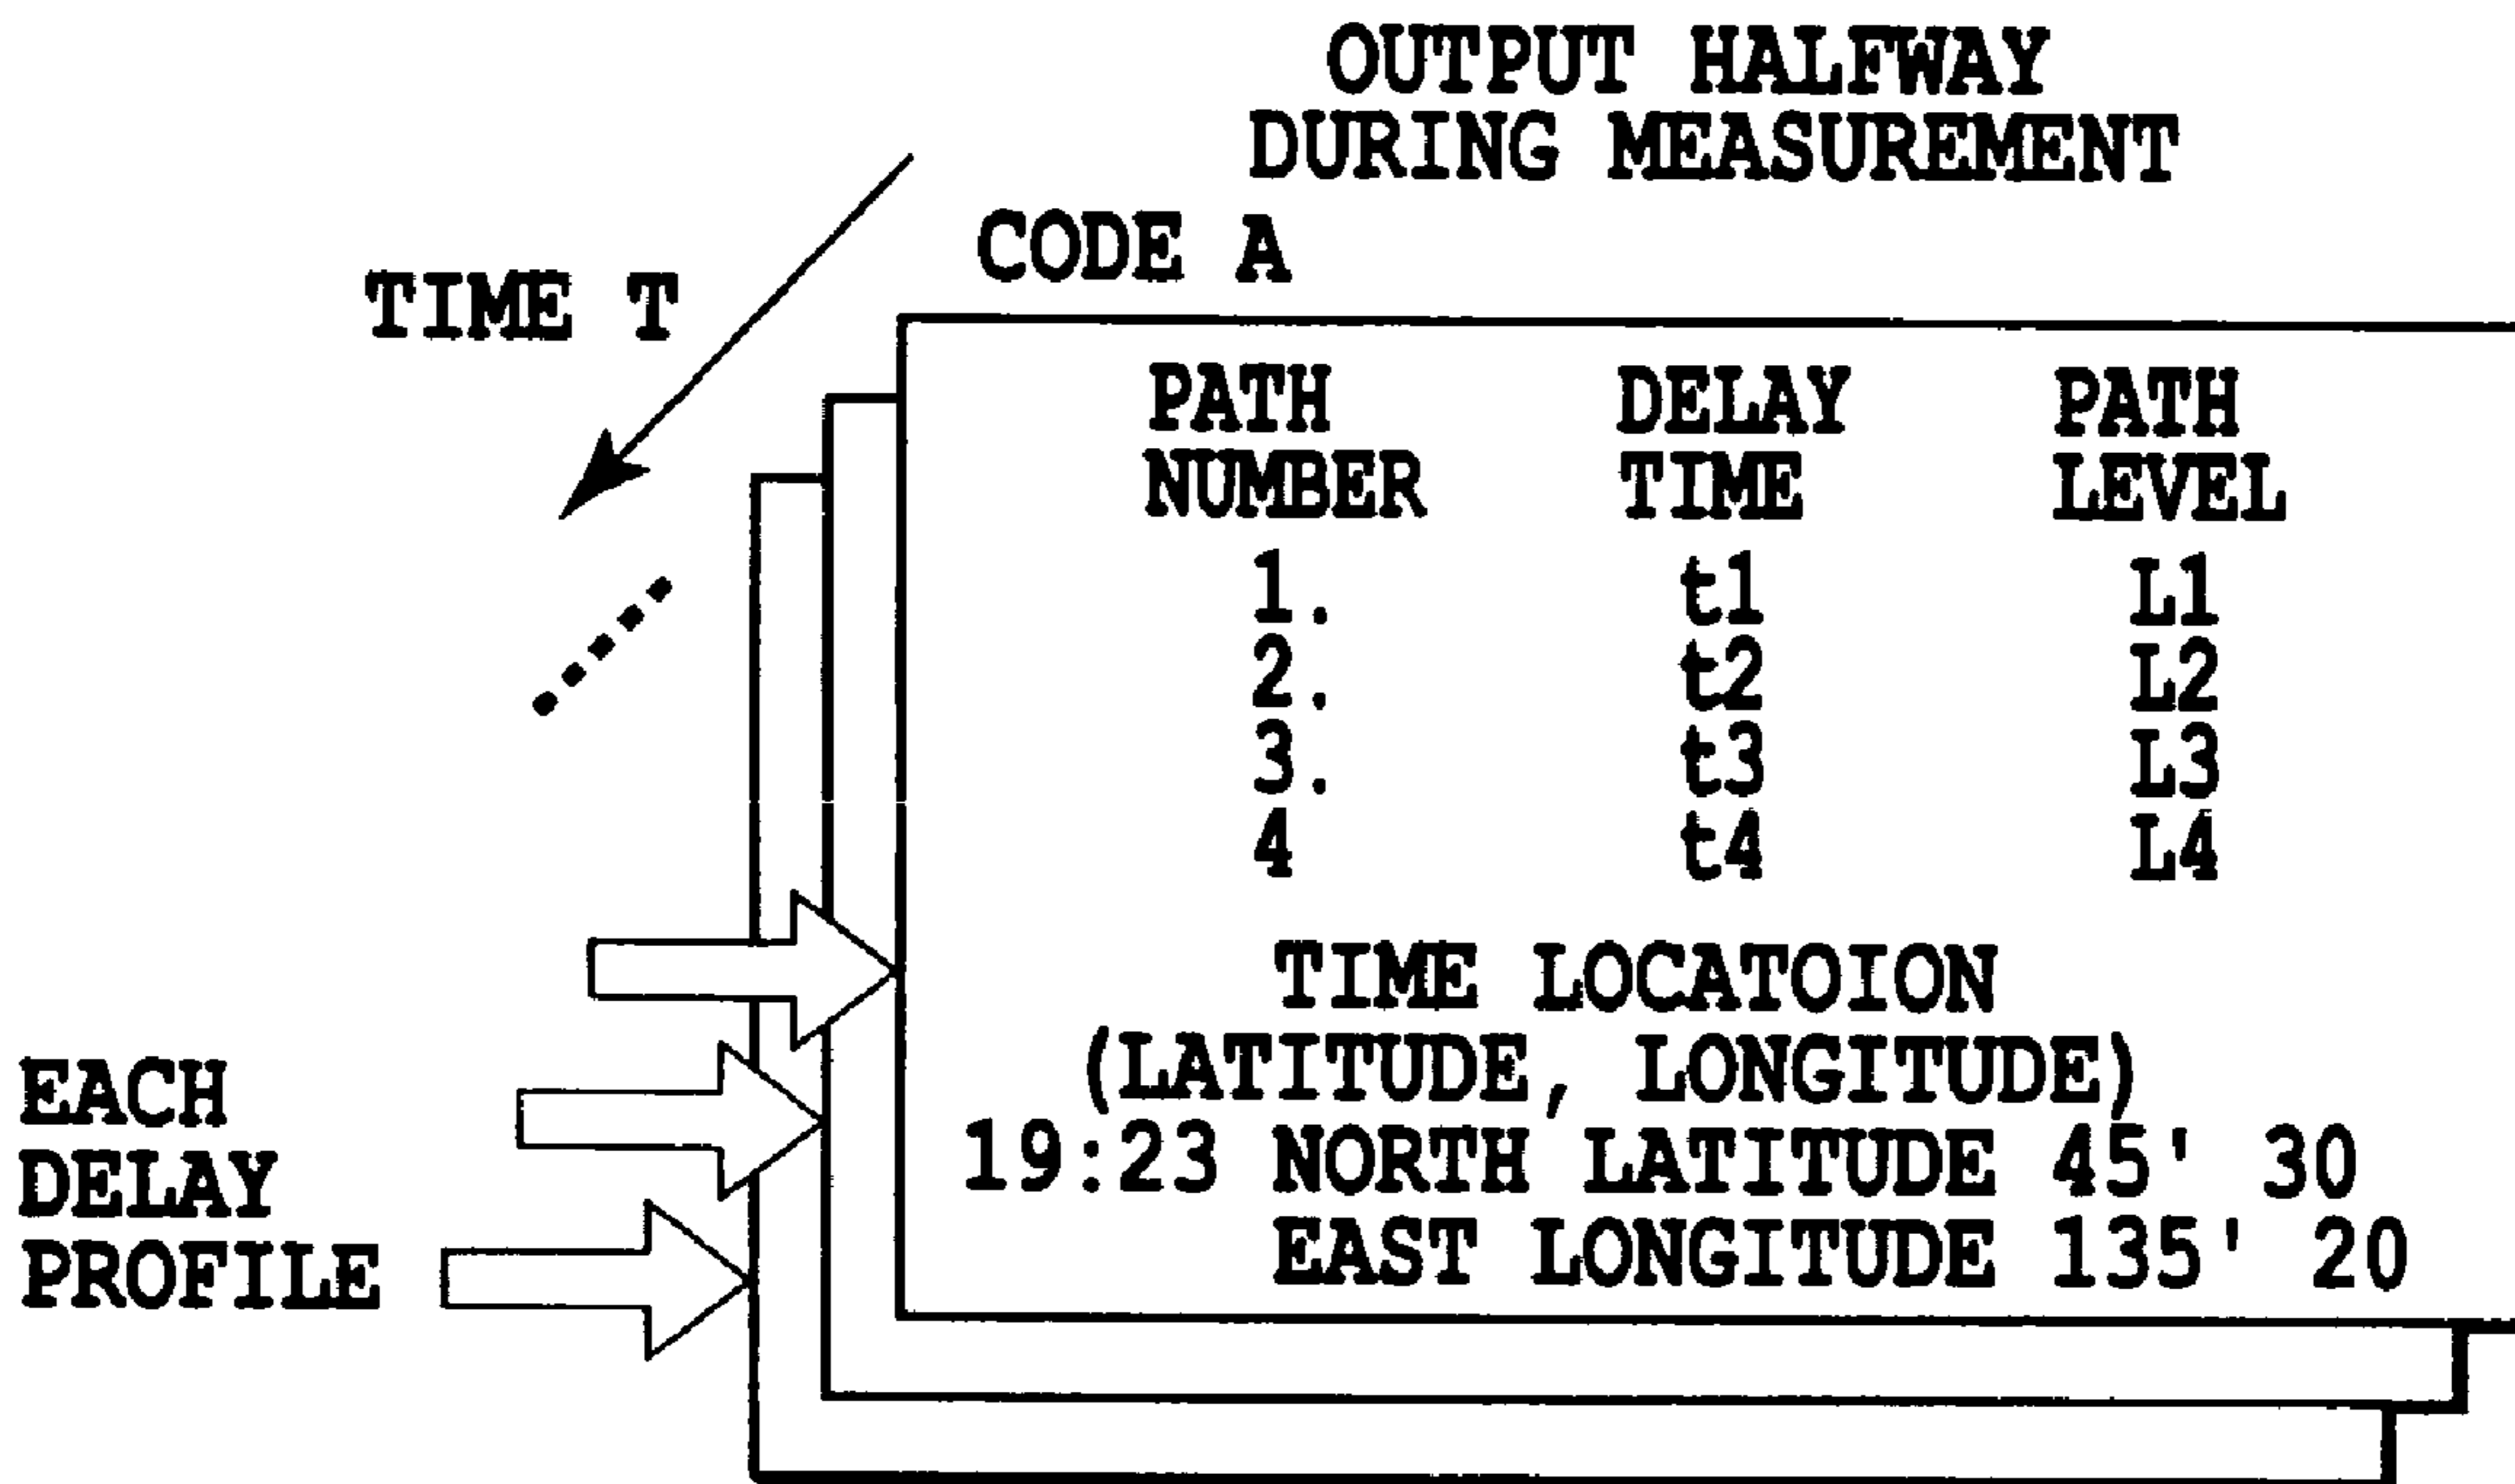 OUTPUT HALFWAY
DURING MEASUREMENT
CODE A
TIME T
PATH NUMBER DELAY TIME PATH LEVEL
1. t1 L1
2. t2 L2
3. t3 L3
4 t4 L4
TIME LOCATOION
(LATITUDE, LONGITUDE)
19:23 NORTH LATITUDE 45' 30
EAST LONGITUDE 135' 20
EACH
DELAY
PROFILE